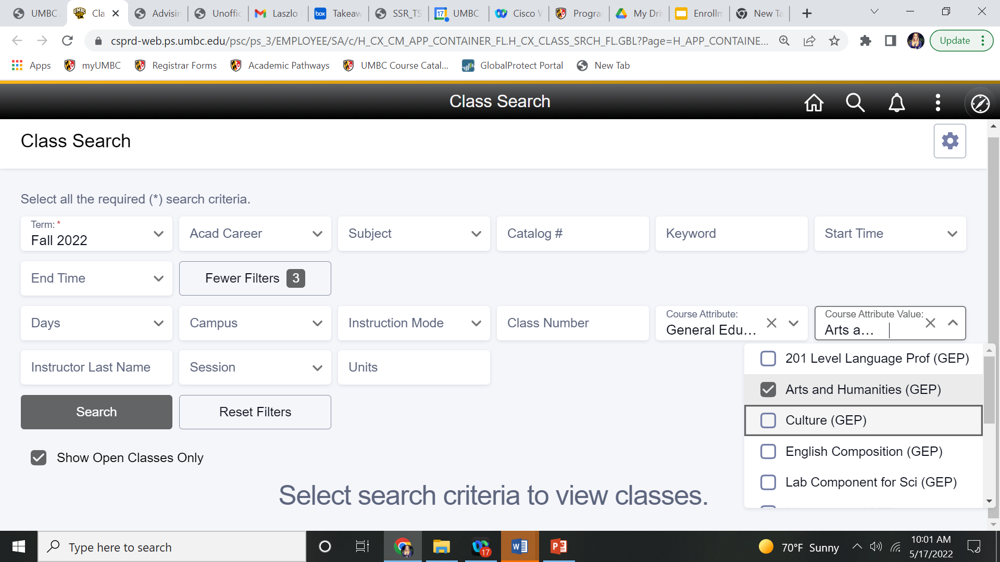 UMBC
Cla
Advisin
Unoffic
Laszlo
box
Takeaw
SSR_TS
17
UMBC
Cisco
Progra
My Dri
Enrolln
New Ta
csprd-web.ps.umbc.edu/psc/ps_3/EMPLOYEE/SA/c/H_CX_CM_APP_CONTAINER_FL.H_CX_CLASS_SRCH_FL.GBL?Page=H_APP_CONTAINE...
Update
Apps
myUMBC
Registrar Forms
Academic Pathways
UMBC Course Catal...
GlobalProtect Portal
New Tab
Class Search
Class Search
Select all the required (*) search criteria.
Term: *
Fall 2022
Acad Career
Subject
Catalog #
Keyword
Start Time
End Time
Fewer Filters 3
Days
Campus
Instruction Mode
Class Number
Course Attribute:
General Edu...
Course Attribute Value:
Arts a...
Instructor Last Name
Session
Units
201 Level Language Prof (GEP)
Arts and Humanities (GEP)
Culture (GEP)
English Composition (GEP)
Lab Component for Sci (GEP)
Search
Reset Filters
Show Open Classes Only
Select search criteria to view classes.
Type here to search
17
70°F Sunny
10:01 AM
5/17/2022